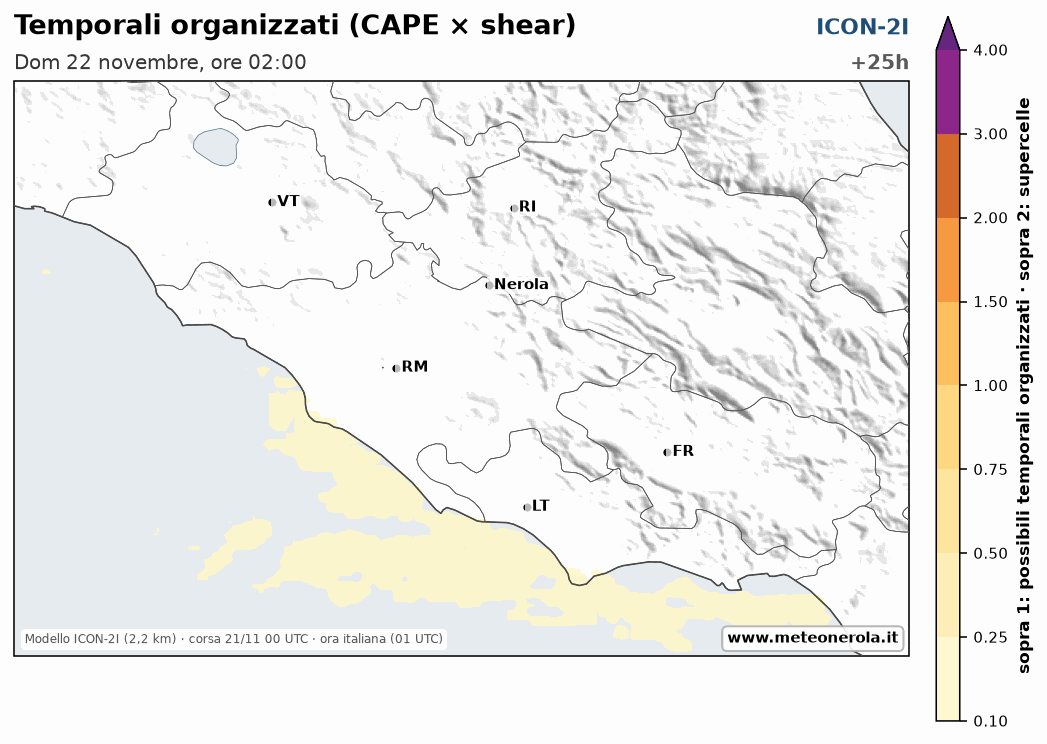 Temporali organizzati (CAPE × shear)
ICON-2I
Dom 22 novembre, ore 02:00
+25h
VT
RI
Nerola
RM
FR
LT
Modello ICON-2I (2,2 km) · corsa 21/11 00 UTC · ora italiana (01 UTC)
www.meteonerola.it
4.00
3.00
2.00
1.50
1.00
0.75
0.50
0.25
0.10
sopra 1: possibili temporali organizzati · sopra 2: supercelle